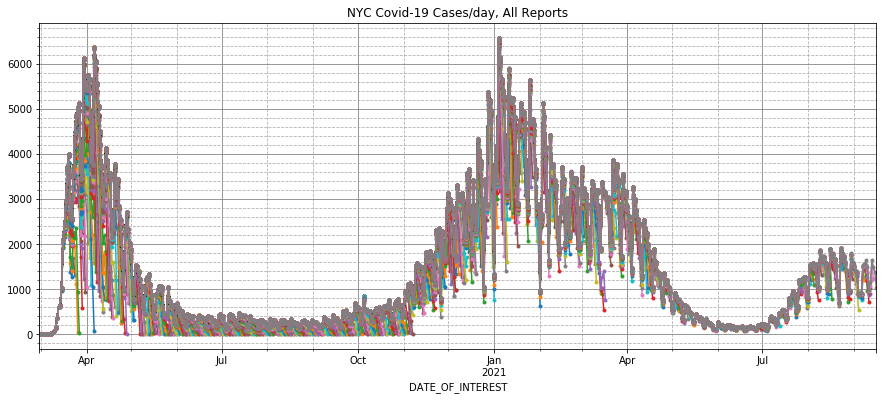 NYC Covid-19 Cases/day, All Reports
6000
5000
4000
3000
2000
1000
0
Apr Jul Oct Jan Apr Jul
2021
DATE_OF_INTEREST